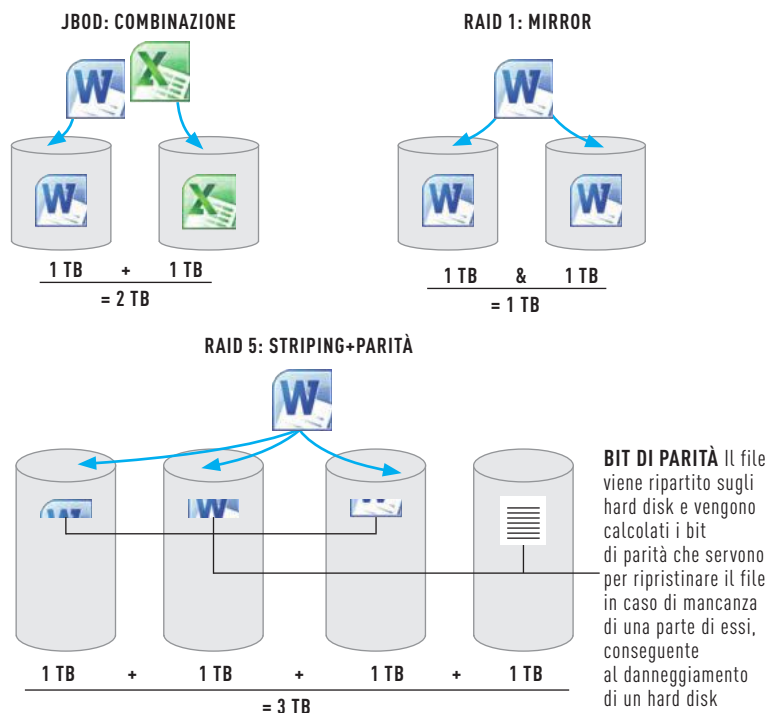 JBOD: COMBINAZIONE
W X
W
X
1 TB + 1 TB
= 2 TB
RAID 1: MIRROR
W
W
W
1 TB & 1 TB
= 1 TB
RAID 5: STRIPING+PARITÀ
W
1 TB + 1 TB + 1 TB + 1 TB
= 3 TB
BIT DI PARITÀ Il file
viene ripartito sugli
hard disk e vengono
calcolati i bit
di parità che servono
per ripristinare il file
in caso di mancanza
di una parte di essi,
conseguente
al danneggiamento
di un hard disk